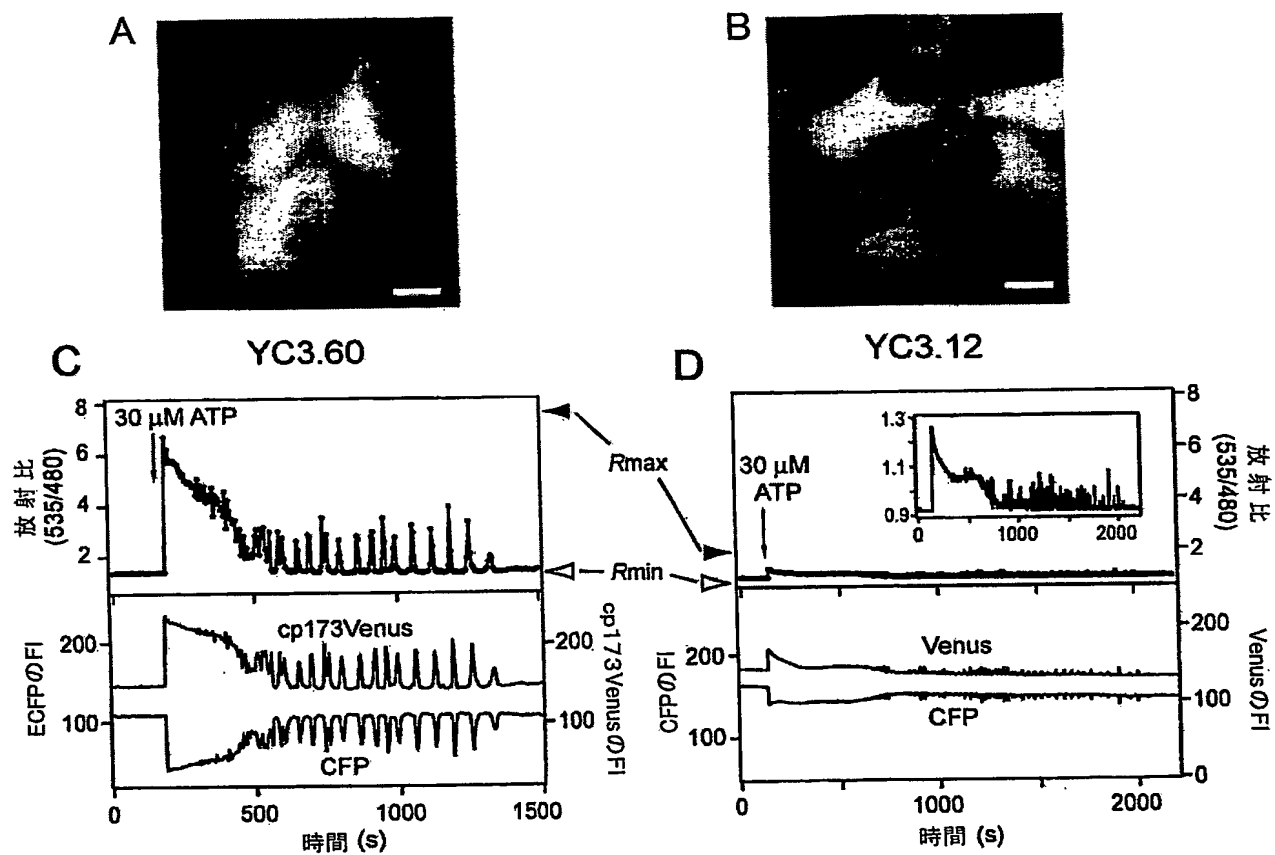 A
B
YC3.60
YC3.12
C
D
8
6
4
2
放射比
(535/480)
30 μM ATP
Rmax
Rmin
30 μM
ATP
1.3
1.1
0.9
0
1000
2000
8
6
4
2
放射比
(535/480)
200
100
ECFPのFI
cp173Venus
CFP
200
100
cp173VenusのFI
0
500
1000
1500
時間 (s)
200
100
CFPのFI
Venus
CFP
200
100
0
VenusのFI
0
1000
2000
時間 (s)